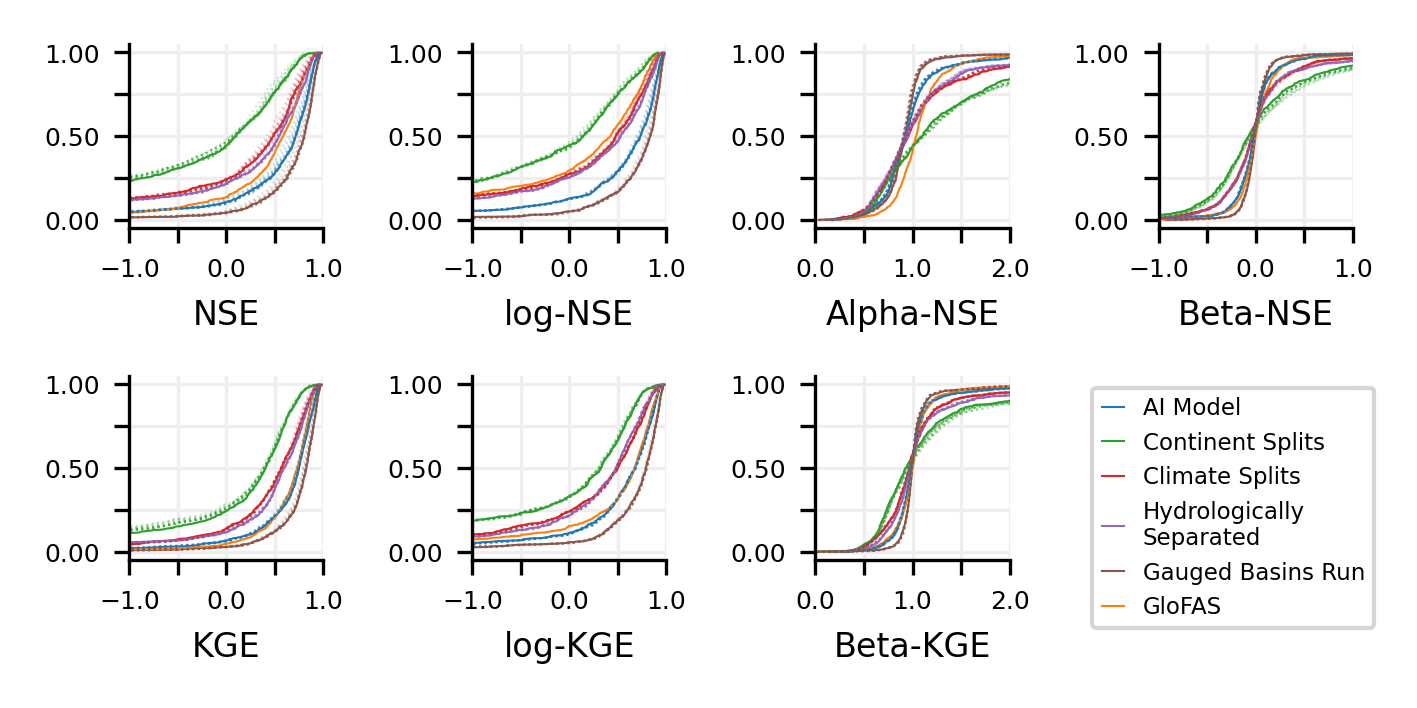 1.00
0.50
0.00
−1.0 0.0 1.0
NSE
1.00
0.50
0.00
−1.0 0.0 1.0
log-NSE
1.00
0.50
0.00
0.0 1.0 2.0
Alpha-NSE
1.00
0.50
0.00
−1.0 0.0 1.0
Beta-NSE
1.00
0.50
0.00
−1.0 0.0 1.0
KGE
1.00
0.50
0.00
−1.0 0.0 1.0
log-KGE
1.00
0.50
0.00
0.0 1.0 2.0
Beta-KGE
AI Model
Continent Splits
Climate Splits
Hydrologically
Separated
Gauged Basins Run
GloFAS